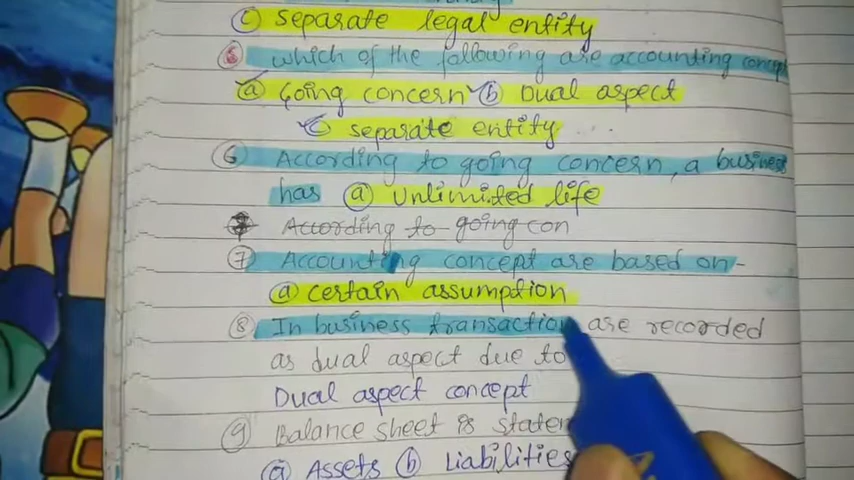 c separate legal entity
5 which of the following are accounting concept
a Going concern b Dual aspect
c separate entity
6 According to going concern, a business
has a Unlimited life
According to going con
7 Accounting concept are based on-
a certain assumption
8 In business transaction are recorded
as dual aspect due to
Dual aspect concept
9 Balance sheet is
a Assets b Liabilities